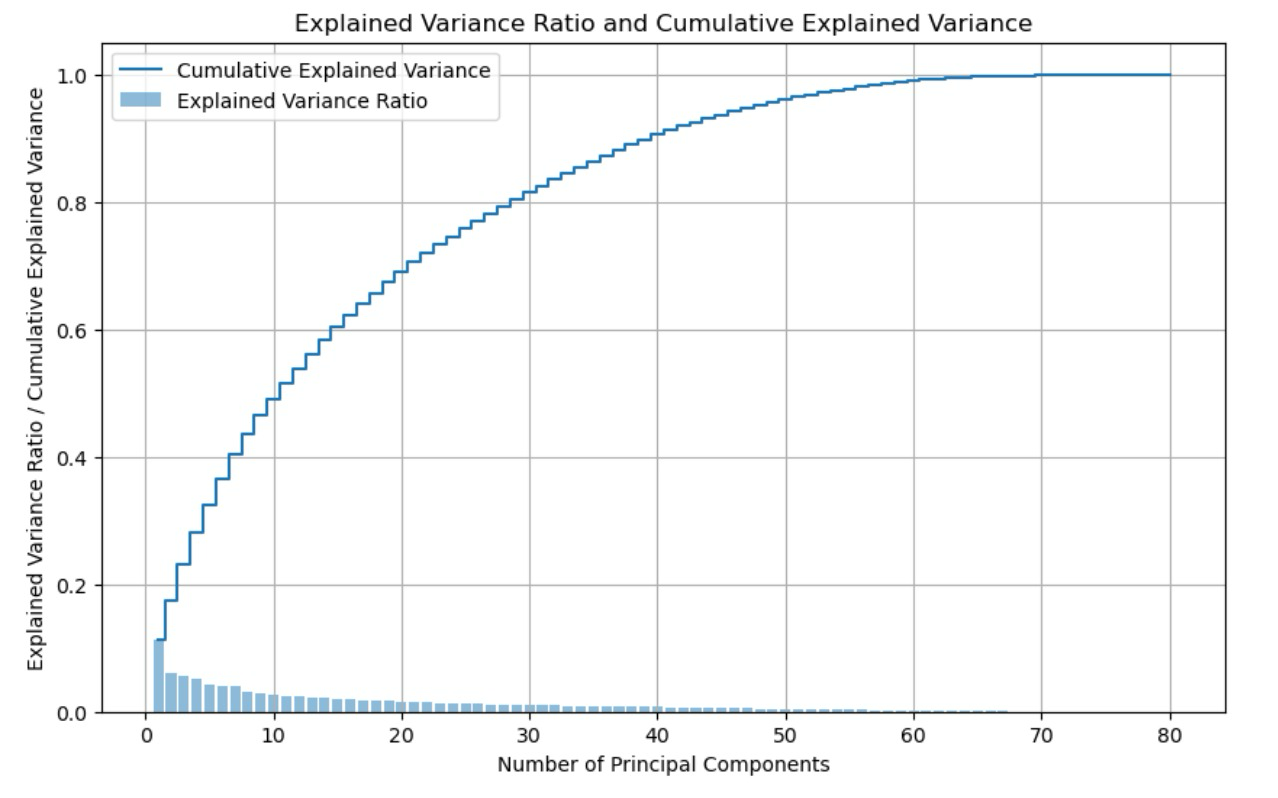 Explained Variance Ratio and Cumulative Explained Variance
Cumulative Explained Variance
Explained Variance Ratio
Explained Variance Ratio / Cumulative Explained Variance
1.0
0.8
0.6
0.4
0.2
0.0
0 10 20 30 40 50 60 70 80
Number of Principal Components